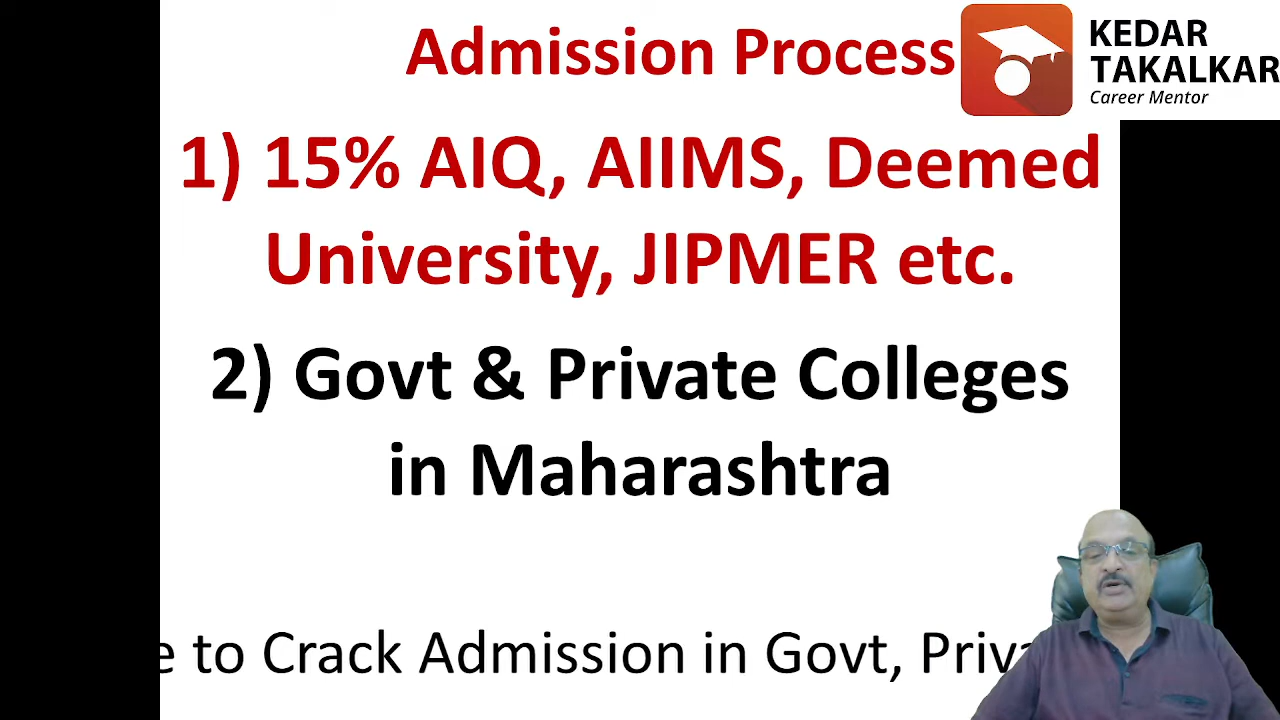 Admission Process
KEDAR
TAKALKAR
Career Mentor
1) 15% AIQ, AIIMS, Deemed
University, JIPMER etc.
2) Govt & Private Colleges
in Maharashtra
to Crack Admission in Govt,